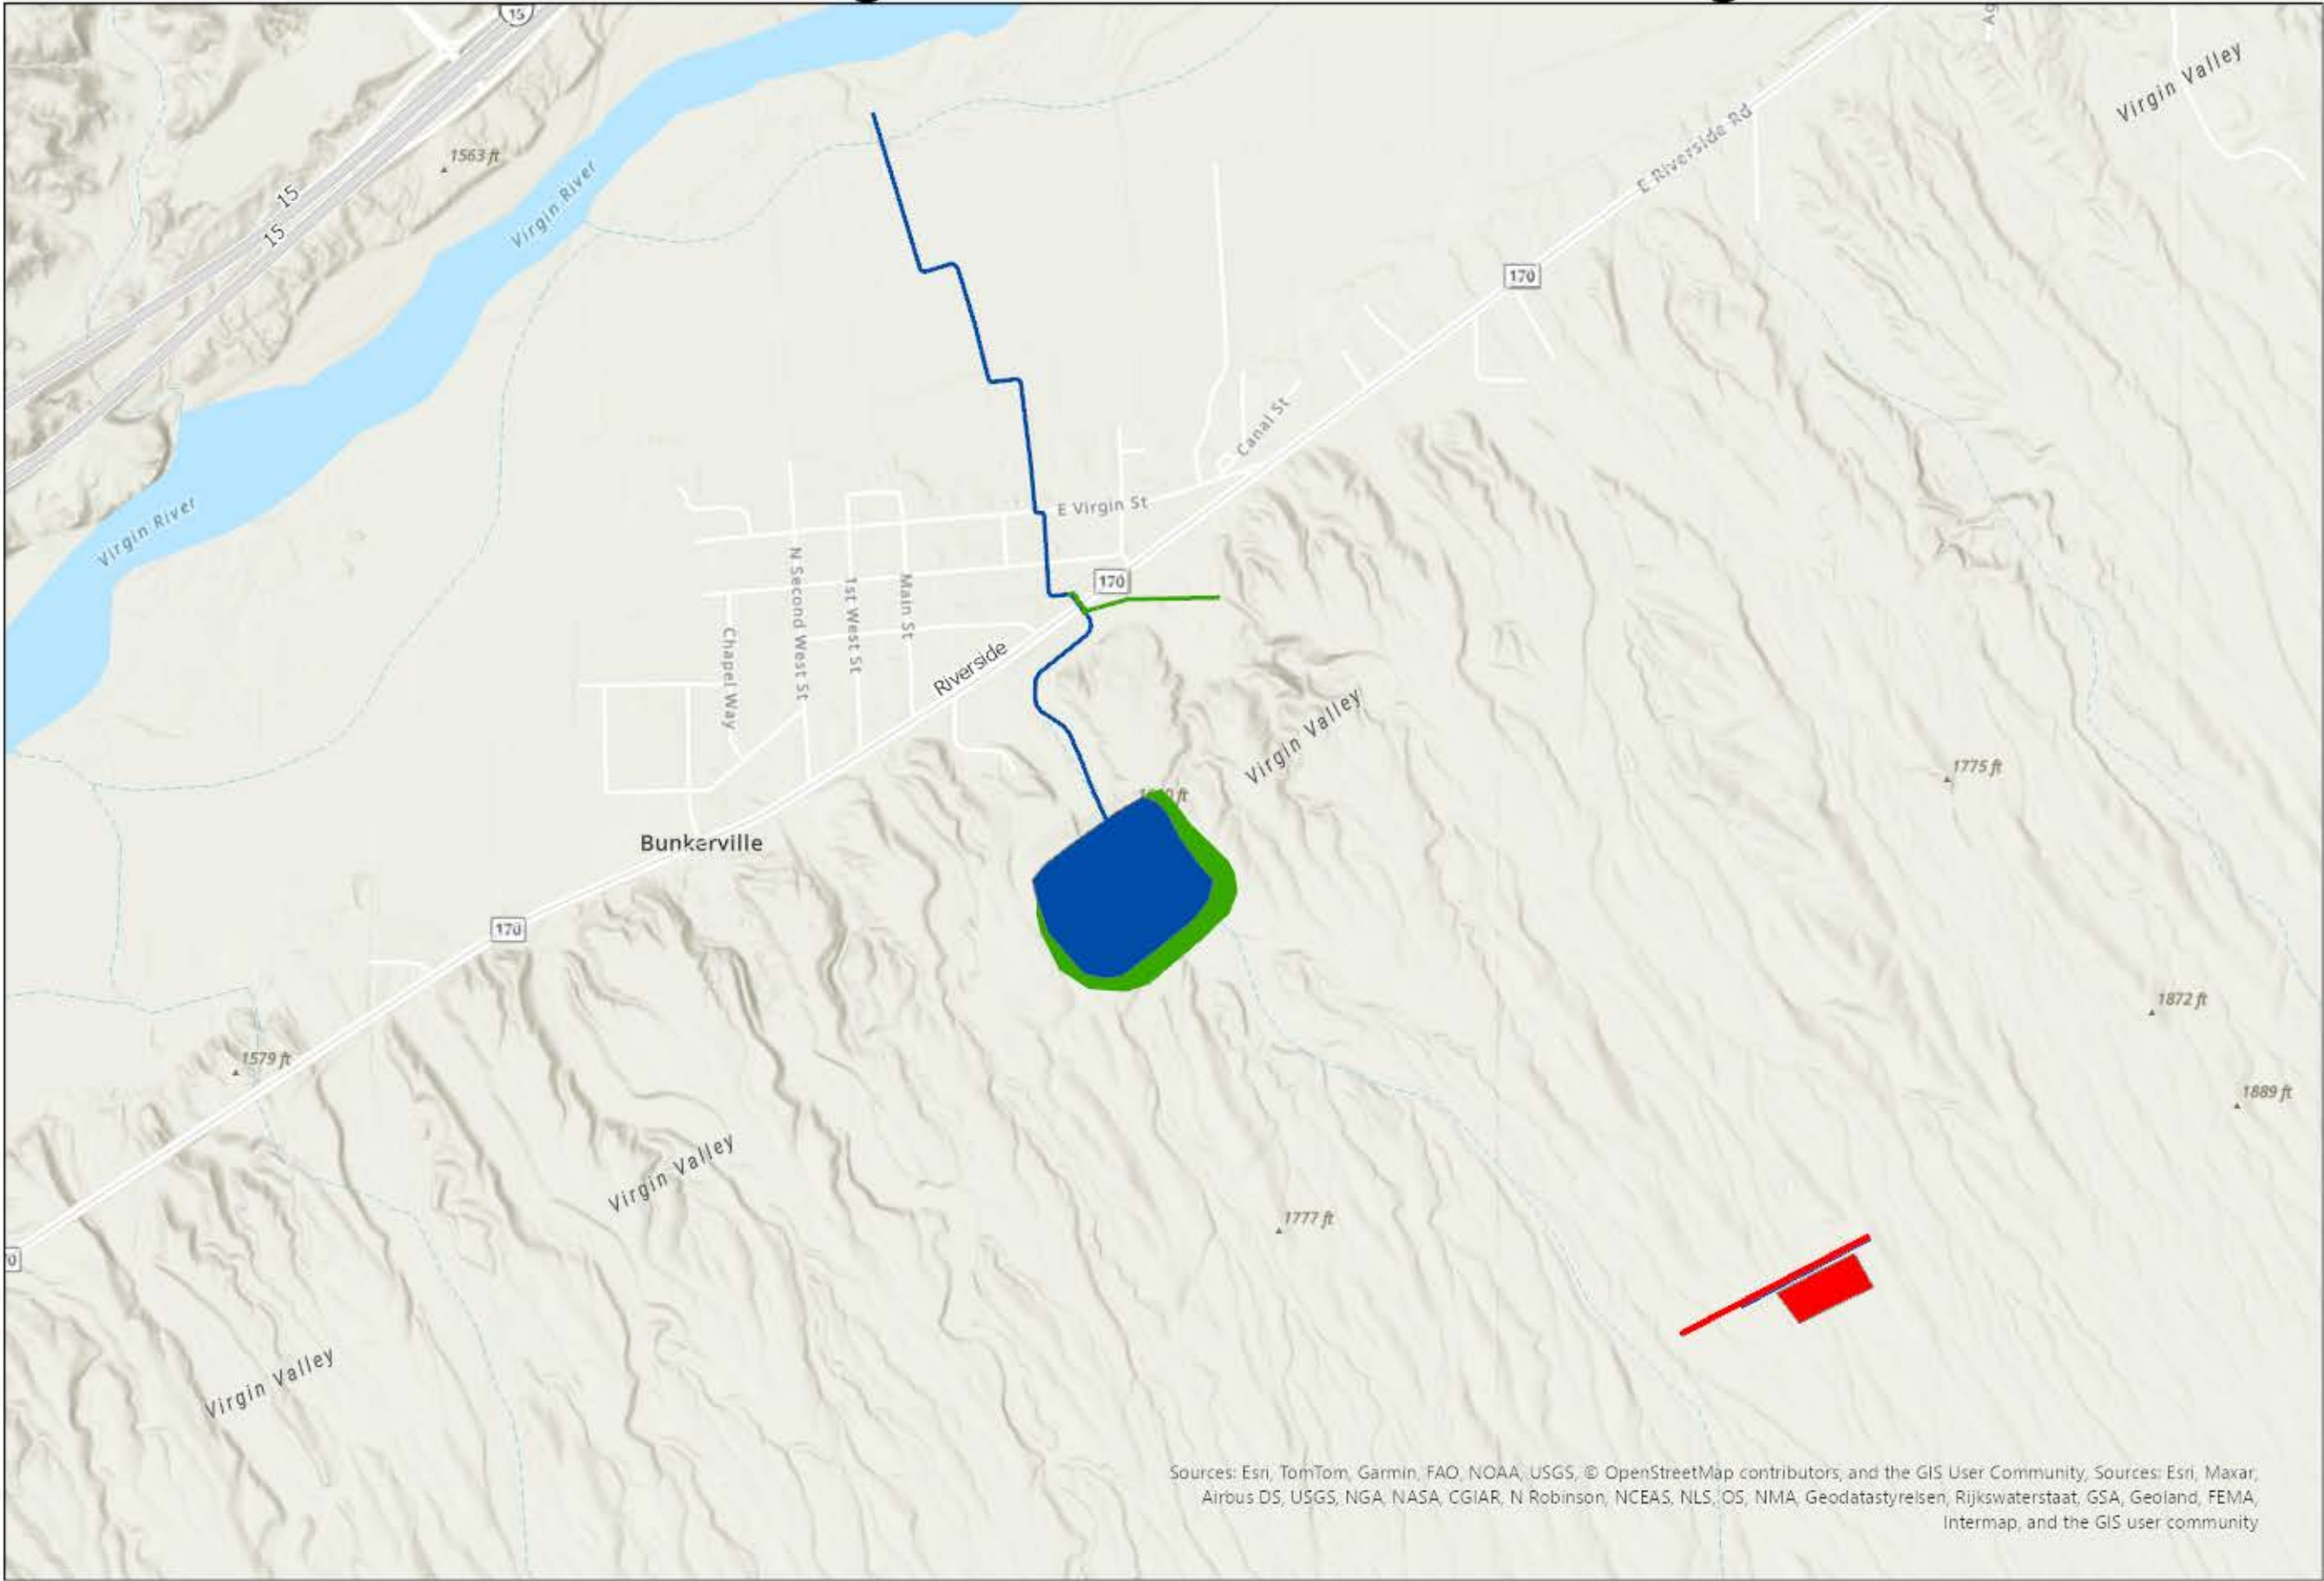 15
Virgin Valley
E Riverside Rd
1563 ft
15
15
Virgin River
170
Canal St
E Virgin St
Virgin River
170
N Second West St
1st West St
Main St
Chapel Way
Riverside
Virgin Valley
1775 ft
Bunkerville
170
1872 ft
1579 ft
1889 ft
Virgin Valley
1777 ft
Virgin Valley
Sources: Esri, TomTom, Garmin, FAO, NOAA, USGS, © OpenStreetMap contributors, and the GIS User Community, Sources: Esri, Maxar,
Airbus DS, USGS, NGA, NASA, CGIAR, N Robinson, NCEAS, NLS, OS, NMA, Geodatastyrelsen, Rijkswaterstaat, GSA, Geoland, FEMA,
Intermap, and the GIS user community